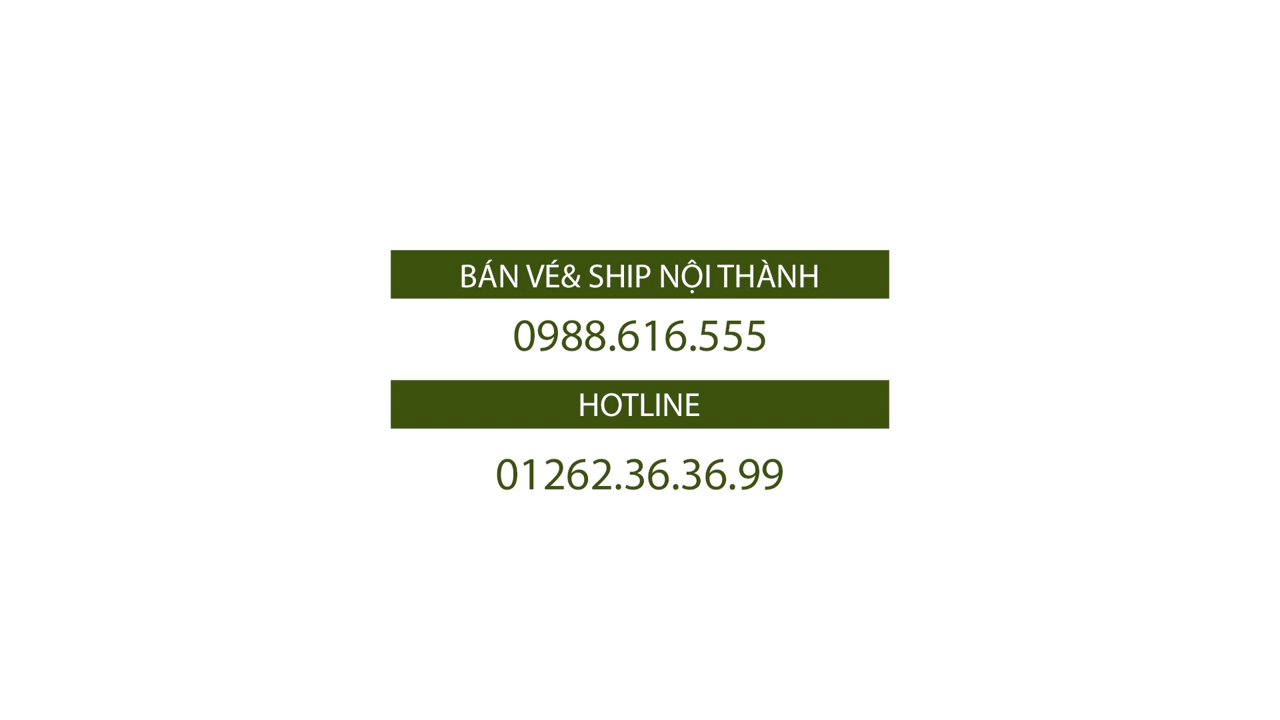 BÁN VÉ& SHIP NỘI THÀNH
0988.616.555
HOTLINE
01262.36.36.99